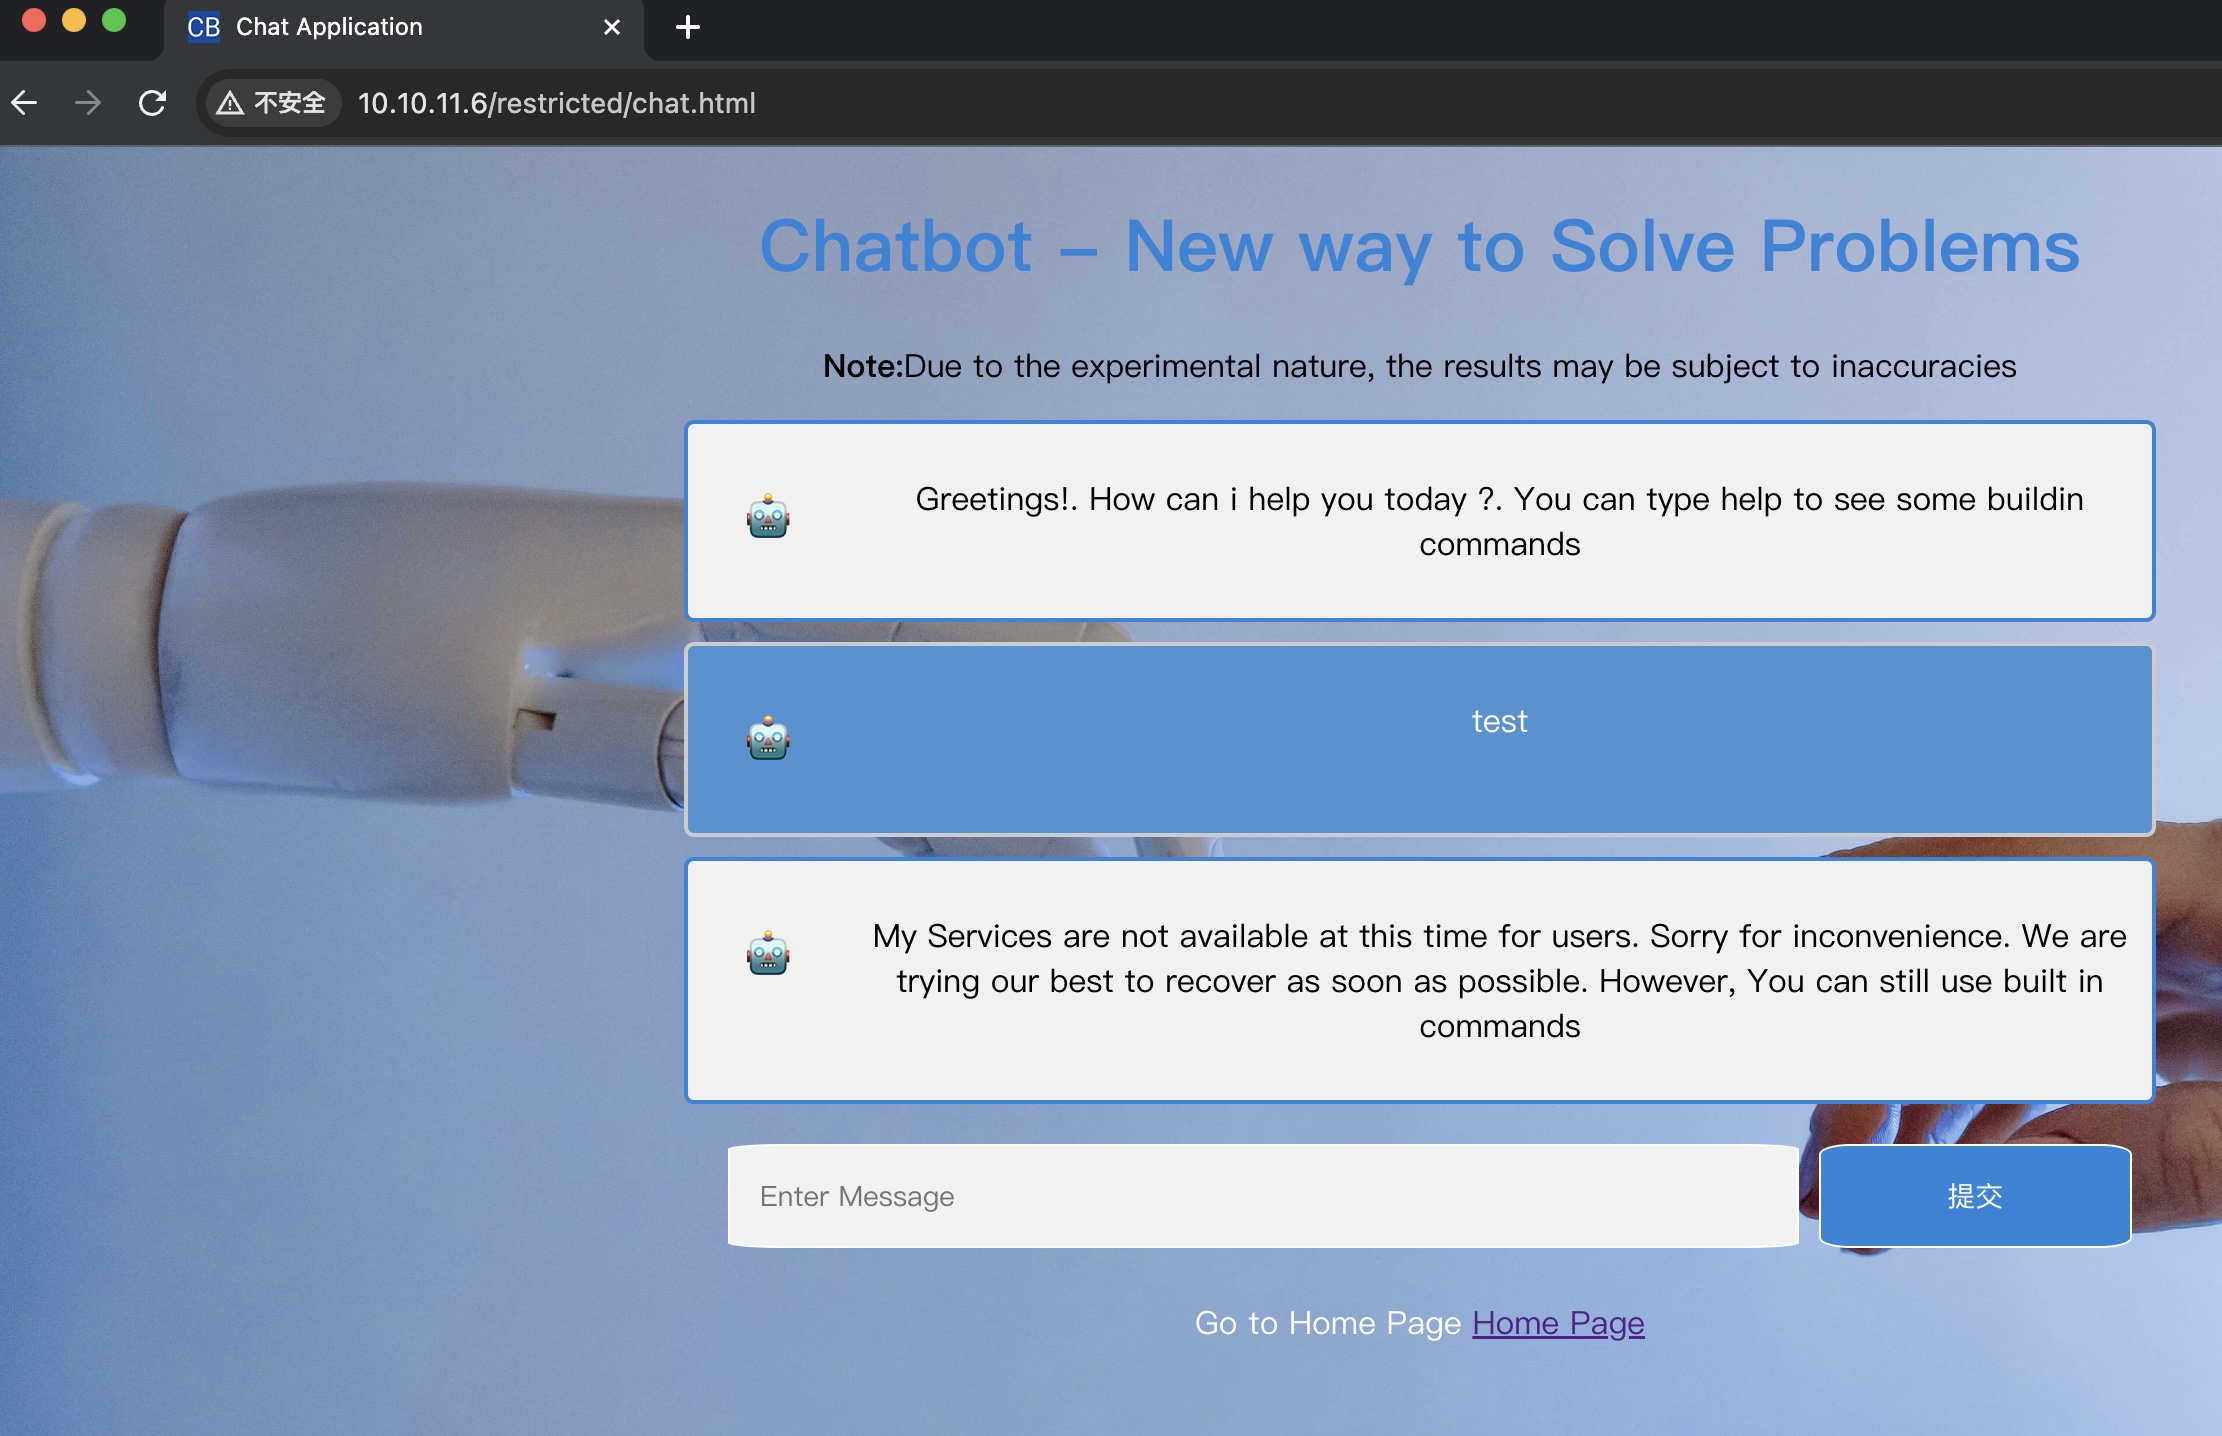 CB Chat Application
不安全 10.10.11.6/restricted/chat.html
Chatbot – New way to Solve Problems
Note:Due to the experimental nature, the results may be subject to inaccuracies
Greetings!. How can i help you today ?. You can type help to see some buildin
commands
test
My Services are not available at this time for users. Sorry for inconvenience. We are
trying our best to recover as soon as possible. However, You can still use built in
commands
Enter Message
提交
Go to Home Page Home Page